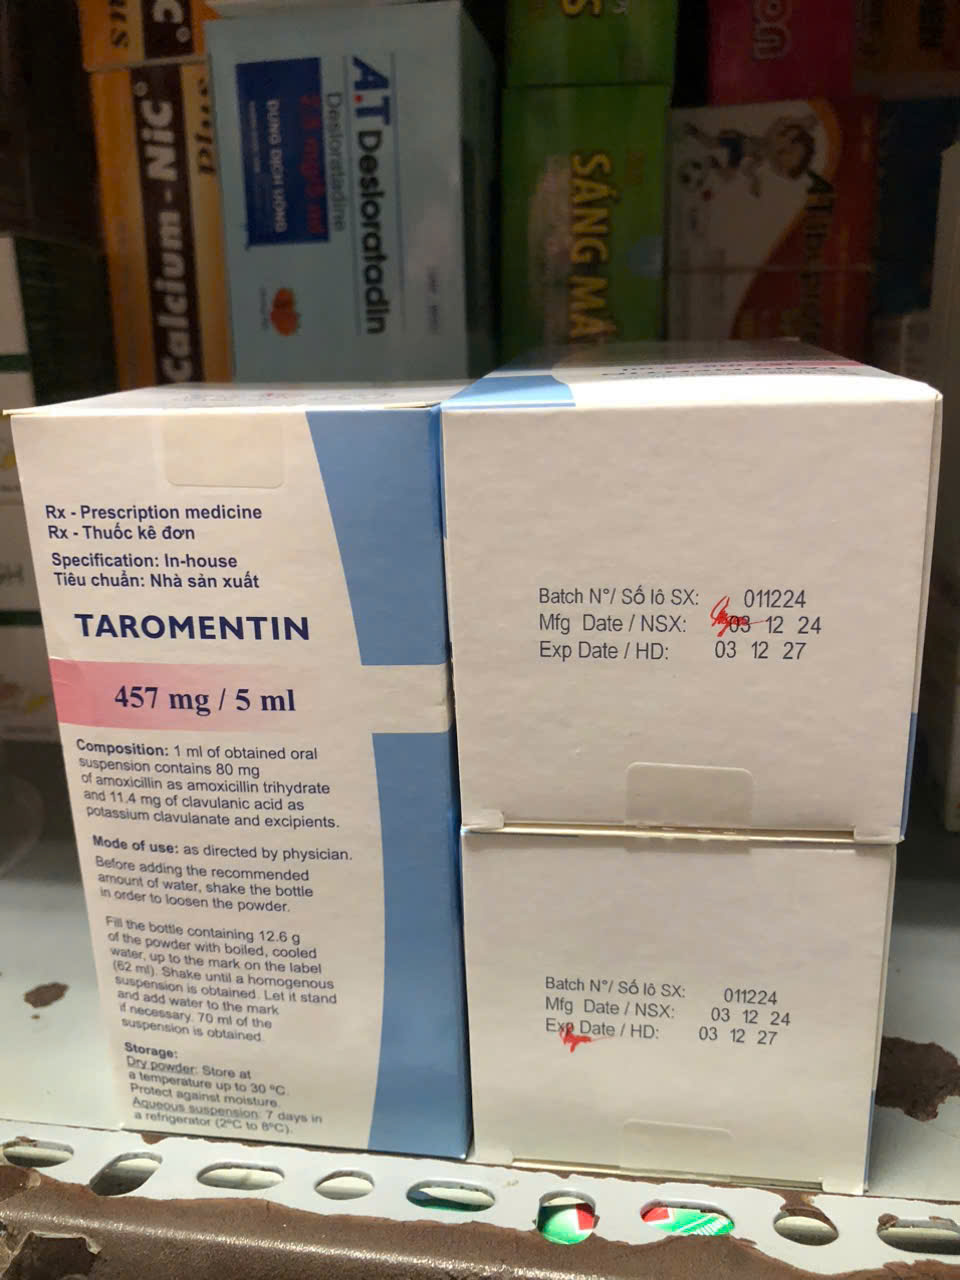 Calcium-NIC
Plus
A.T Desloratadin
Desloratadine
2,5 mg/5 ml
DUNG DỊCH UỐNG
SÁNG MẮT
Rx - Prescription medicine
Rx - Thuốc kê đơn
Specification: In-house
Tiêu chuẩn: Nhà sản xuất
TAROMENTIN
457 mg / 5 ml
Composition: 1 ml of obtained oral
suspension contains 80 mg
of amoxicillin as amoxicillin trihydrate
and 11.4 mg of clavulanic acid as
potassium clavulanate and excipients.
Mode of use: as directed by physician.
Before adding the recommended
amount of water, shake the bottle
in order to loosen the powder.
Fill the bottle containing 12.6 g
of the powder with boiled, cooled
water, up to the mark on the label
(62 ml). Shake until a homogenous
suspension is obtained. Let it stand
and add water to the mark
if necessary. 70 ml of the
suspension is obtained.
Storage:
Dry powder: Store at
a temperature up to 30 ºC.
Protect against moisture.
Aqueous suspension: 7 days in
a refrigerator (2ºC to 8ºC).
Batch N°/ Số lô SX: 011224
Mfg Date / NSX: 03 12 24
Exp Date / HD: 03 12 27
Batch N°/ Số lô SX: 011224
Mfg Date / NSX: 03 12 24
Exp Date / HD: 03 12 27